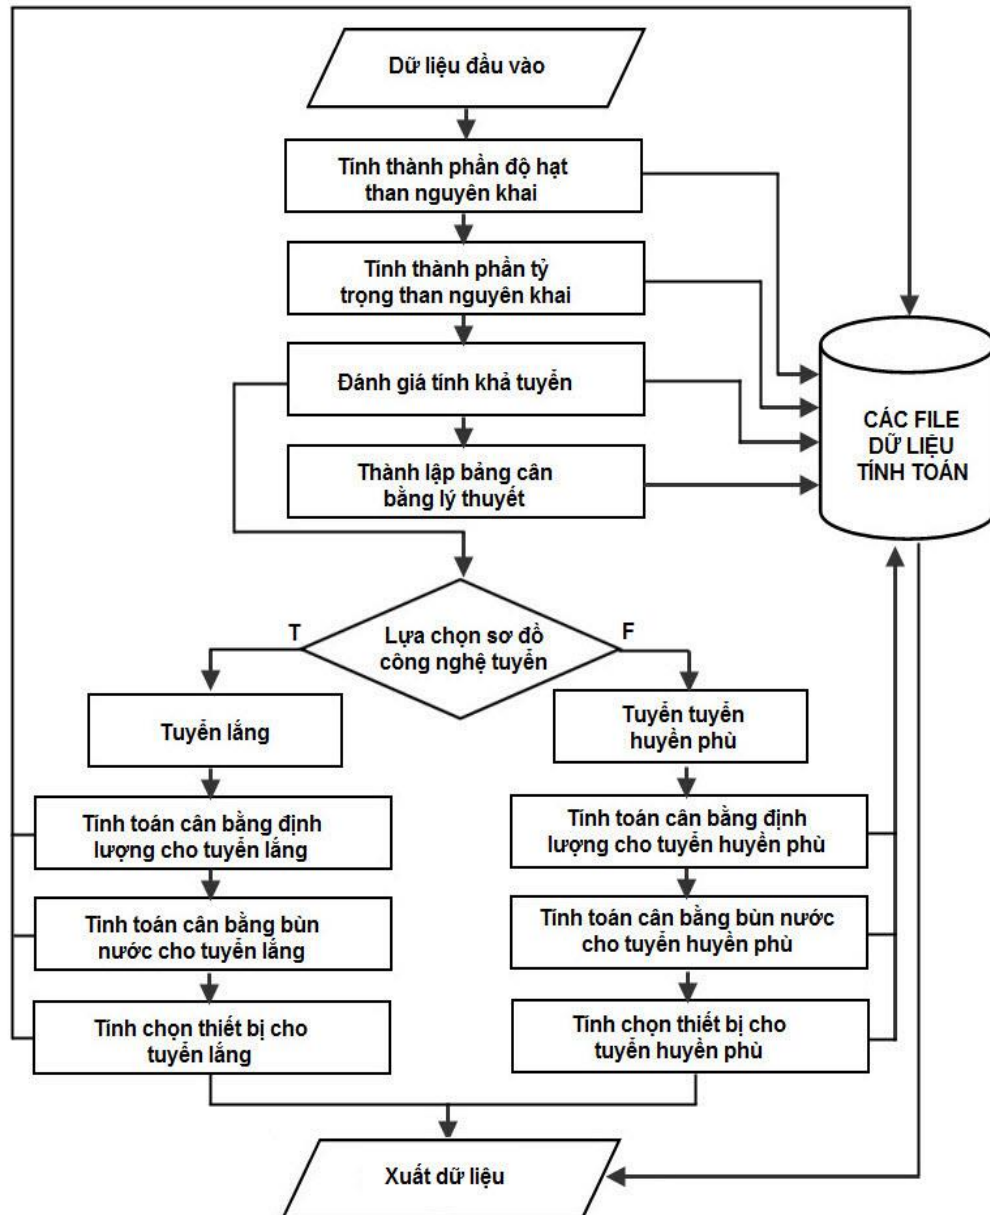 Dữ liệu đầu vào
Tính thành phần độ hạt
than nguyên khai
Tính thành phần tỷ
trọng than nguyên khai
Đánh giá tính khả tuyển
Thành lập bảng cân
bằng lý thuyết
CÁC FILE
DỮ LIỆU
TÍNH TOÁN
T
Lựa chọn sơ đồ
công nghệ tuyển
F
Tuyển lắng
Tuyển tuyển
huyền phù
Tính toán cân bằng định
lượng cho tuyển lắng
Tính toán cân bằng định
lượng cho tuyển huyền phù
Tính toán cân bằng bùn
nước cho tuyển lắng
Tính toán cân bằng bùn nước
cho tuyển huyền phù
Tính chọn thiết bị cho
tuyển lắng
Tính chọn thiết bị cho
tuyển huyền phù
Xuất dữ liệu